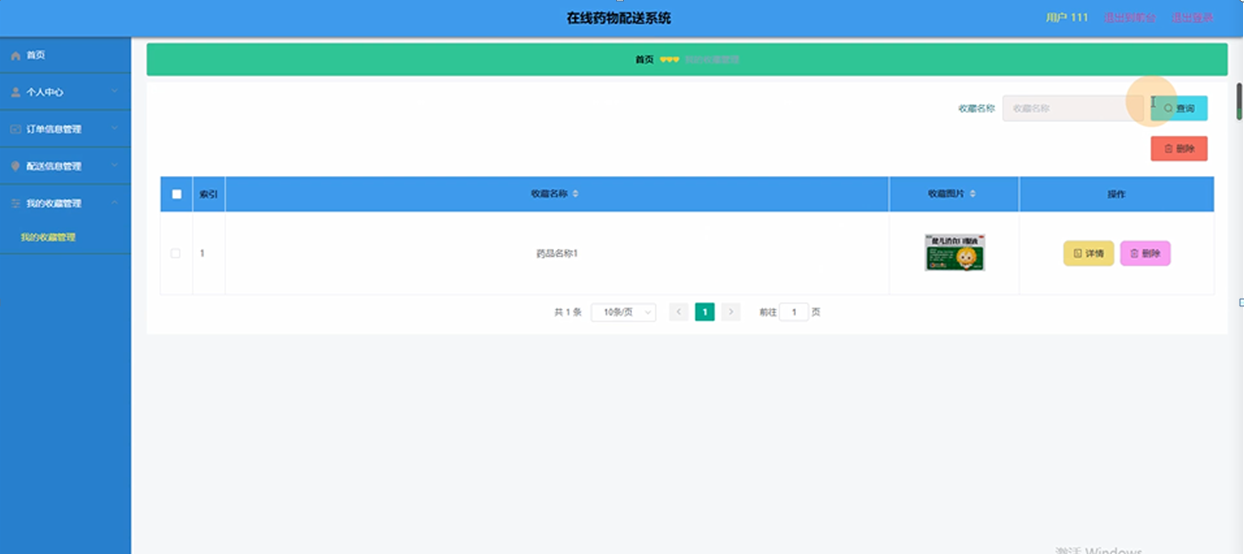 在线药物配送系统
用户 111 退出到前台 退出登录
首页
个人中心
订单信息管理
配送信息管理
我的收藏管理
我的收藏管理
首页 我的收藏管理
收藏名称 收藏名称 查询
删除
索引 收藏名称 收藏图片 操作
1 药品名称1 详情 删除
共 1 条 10条/页 1 前往 1 页
激活 Windows